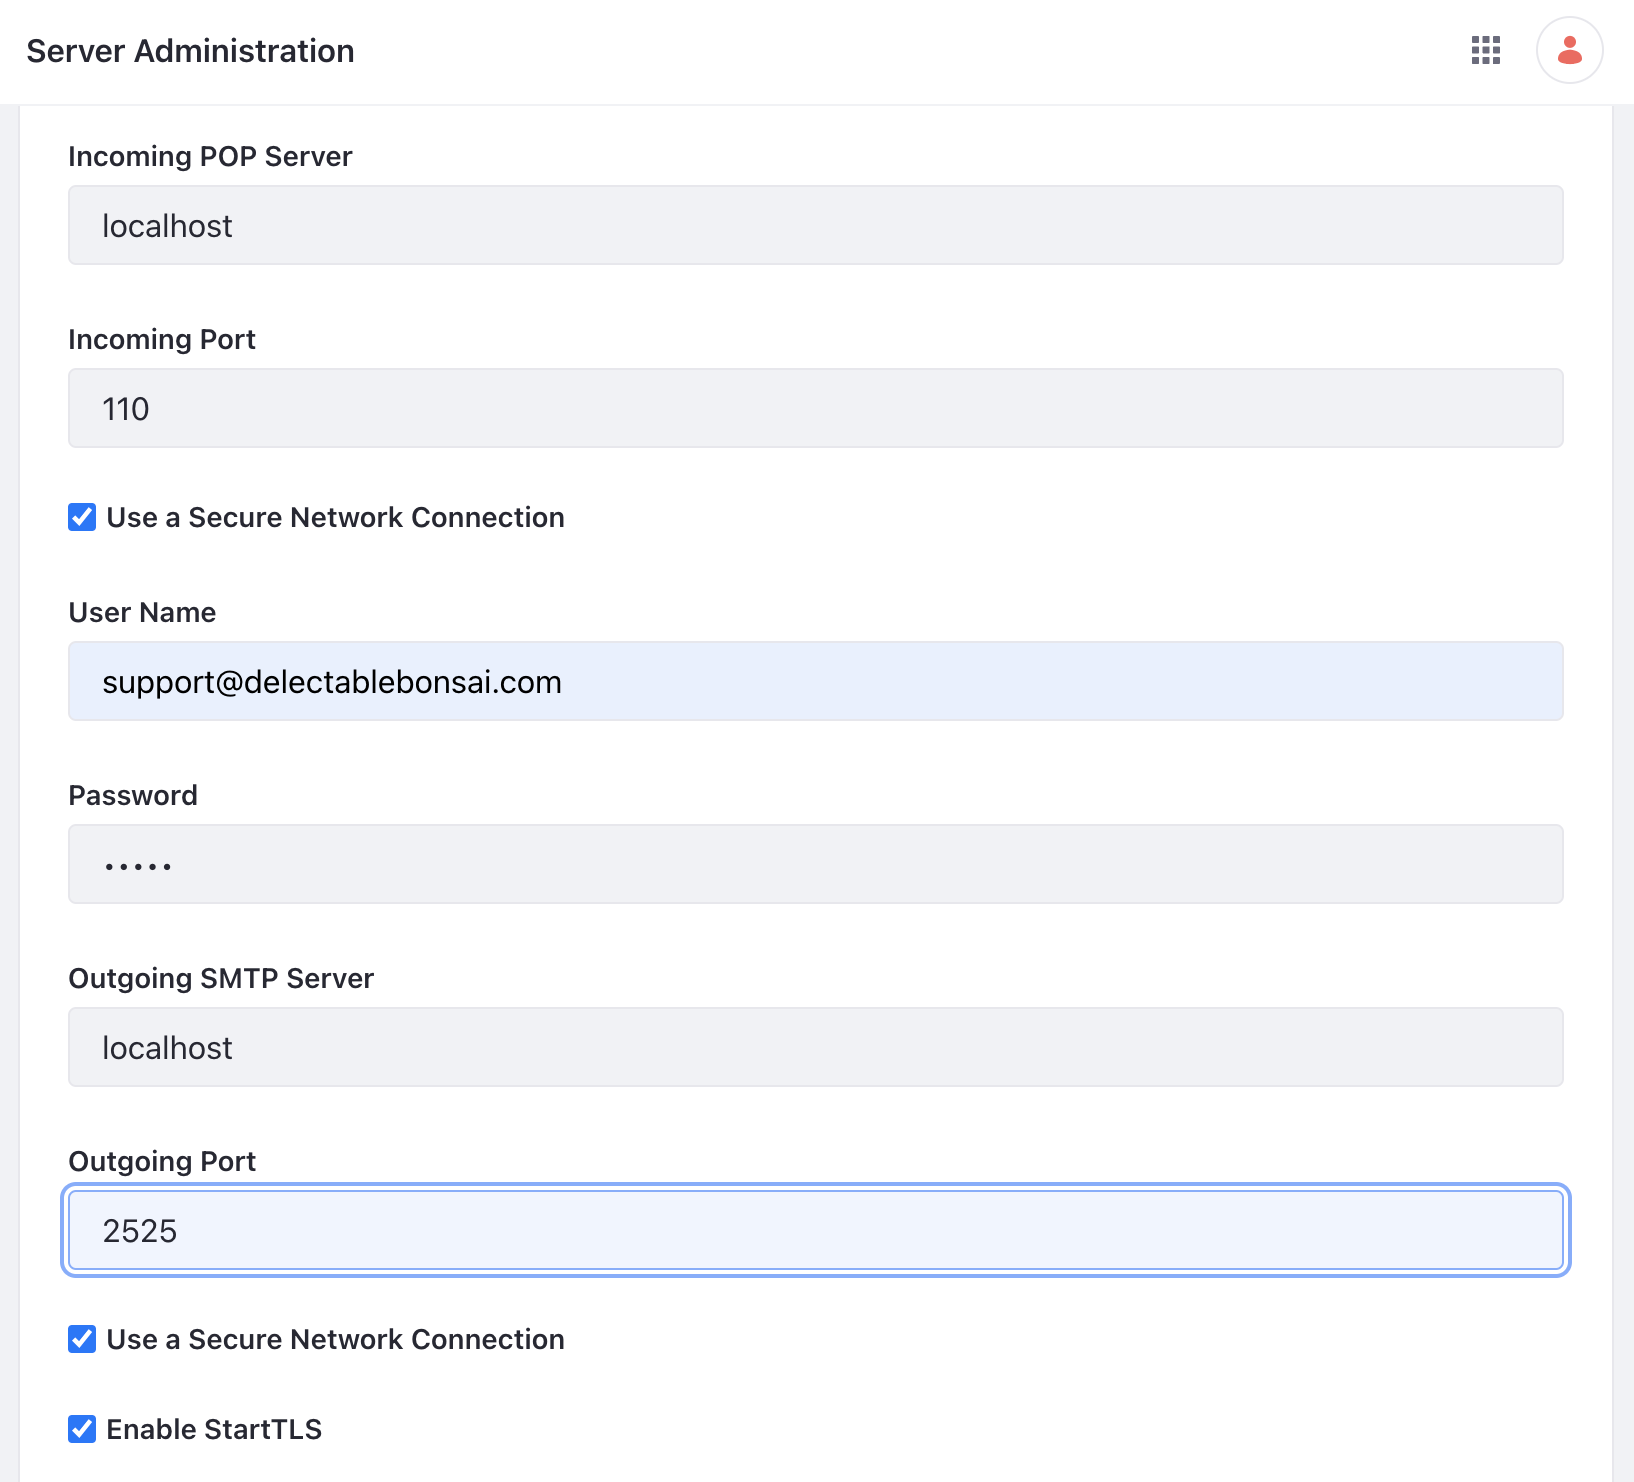 Server Administration
Incoming POP Server
localhost
Incoming Port
110
Use a Secure Network Connection
User Name
support@delectablebonsai.com
Password
•••••
Outgoing SMTP Server
localhost
Outgoing Port
2525
Use a Secure Network Connection
Enable StartTLS